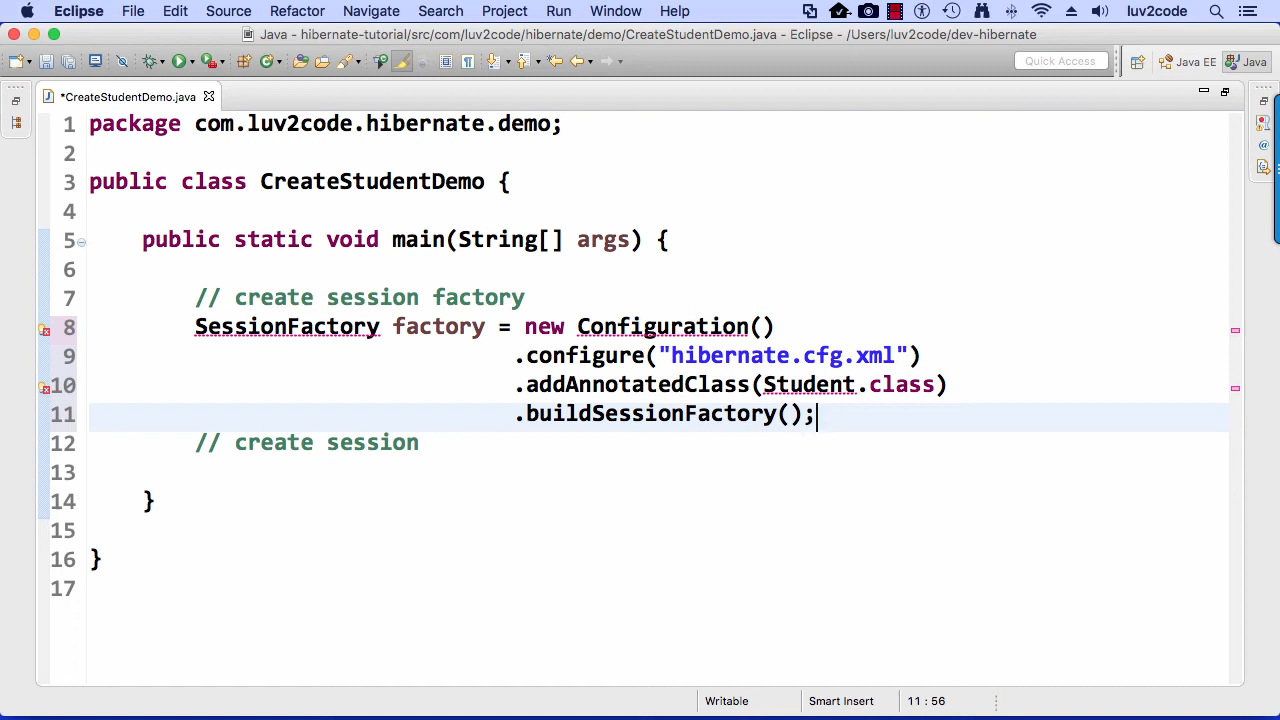 Eclipse File Edit Source Refactor Navigate Search Project Run Window Help luv2code
Java - hibernate-tutorial/src/com/luv2code/hibernate/demo/CreateStudentDemo.java - Eclipse - /Users/luv2code/dev-hibernate
Quick Access Java EE Java
*CreateStudentDemo.java
1 package com.luv2code.hibernate.demo;
2
3 public class CreateStudentDemo {
4
5 public static void main(String[] args) {
6
7 // create session factory
8 SessionFactory factory = new Configuration()
9 .configure("hibernate.cfg.xml")
10 .addAnnotatedClass(Student.class)
11 .buildSessionFactory();
12 // create session
13
14 }
15
16 }
17
Writable Smart Insert 11 : 56